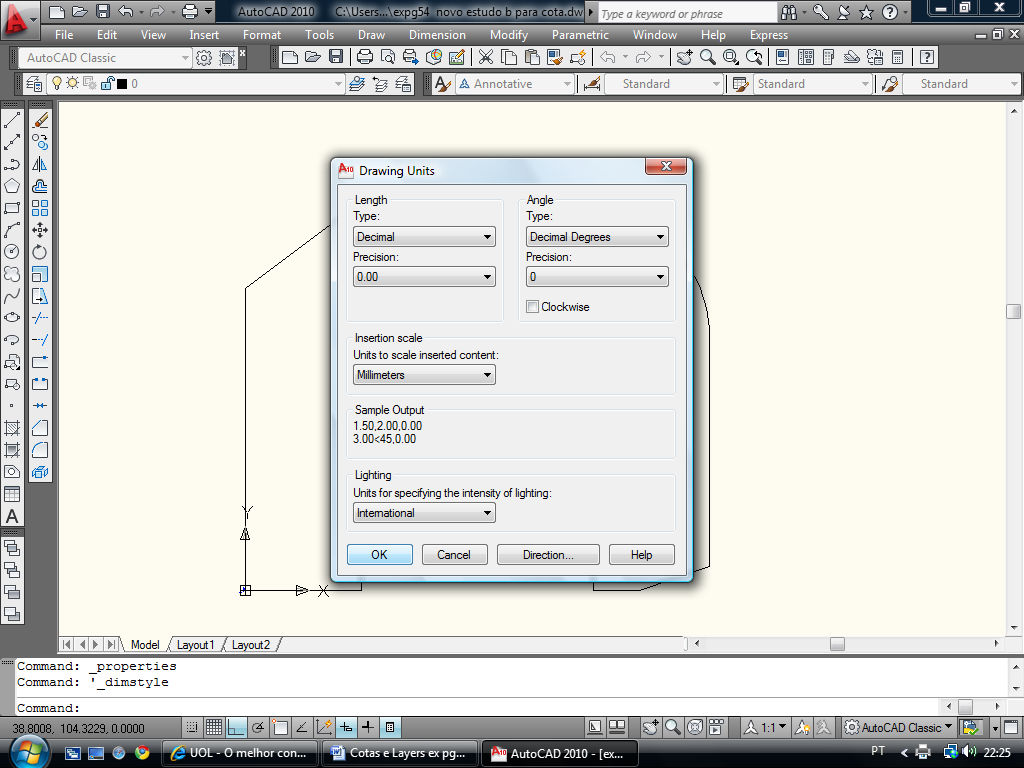 AutoCAD 2010 C:\Users...\expg54 novo estudo b para cota.dw
Type a keyword or phrase
File Edit View Insert Format Tools Draw Dimension Modify Parametric Window Help Express
AutoCAD Classic
0
Annotative
Standard
Standard
Standard
A10 Drawing Units
Length
Type:
Decimal
Precision:
0.00
Angle
Type:
Decimal Degrees
Precision:
0
Clockwise
Insertion scale
Units to scale inserted content:
Millimeters
Sample Output
1.50,2.00,0.00
3.00<45,0.00
Lighting
Units for specifying the intensity of lighting:
International
OK Cancel Direction... Help
Y
X
Model Layout1 Layout2
Command: _properties
Command: '_dimstyle
Command:
38.8008, 104.3229, 0.0000
1:1
AutoCAD Classic
UOL - O melhor con...
Cotas e Layers ex pg...
AutoCAD 2010 - [ex...
PT
22:25